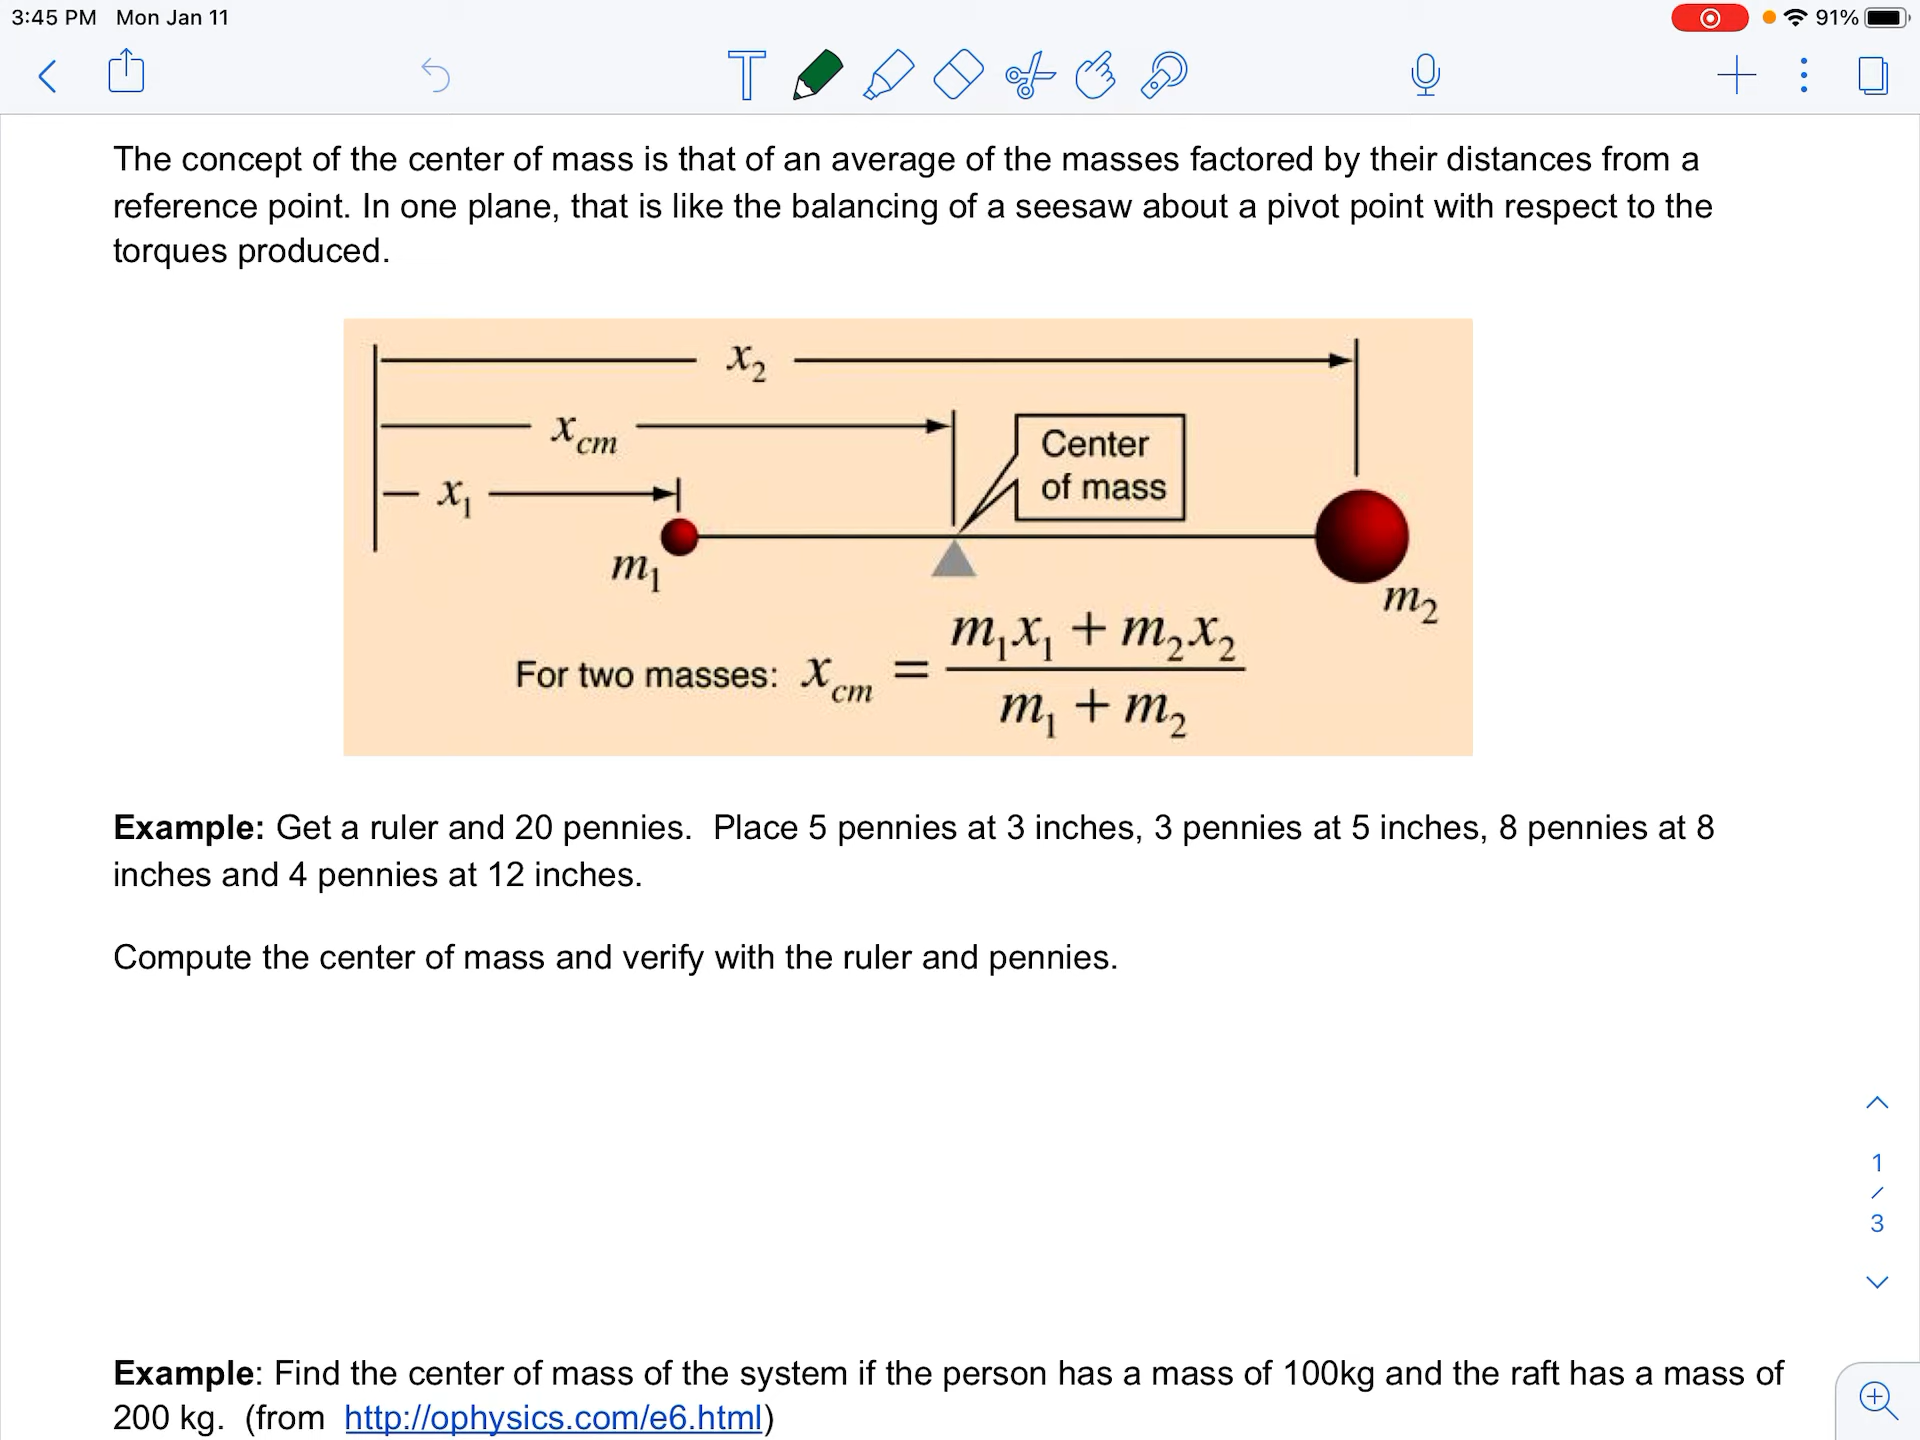 3:45 PM Mon Jan 11
91%
T
The concept of the center of mass is that of an average of the masses factored by their distances from a
reference point. In one plane, that is like the balancing of a seesaw about a pivot point with respect to the
torques produced.
x₂
x_cm
Center
of mass
x₁
m₁
m₂
For two masses: x_cm = (m₁x₁ + m₂x₂) / (m₁ + m₂)
Example: Get a ruler and 20 pennies. Place 5 pennies at 3 inches, 3 pennies at 5 inches, 8 pennies at 8
inches and 4 pennies at 12 inches.
Compute the center of mass and verify with the ruler and pennies.
1
/
3
Example: Find the center of mass of the system if the person has a mass of 100kg and the raft has a mass of
200 kg. (from http://ophysics.com/e6.html)